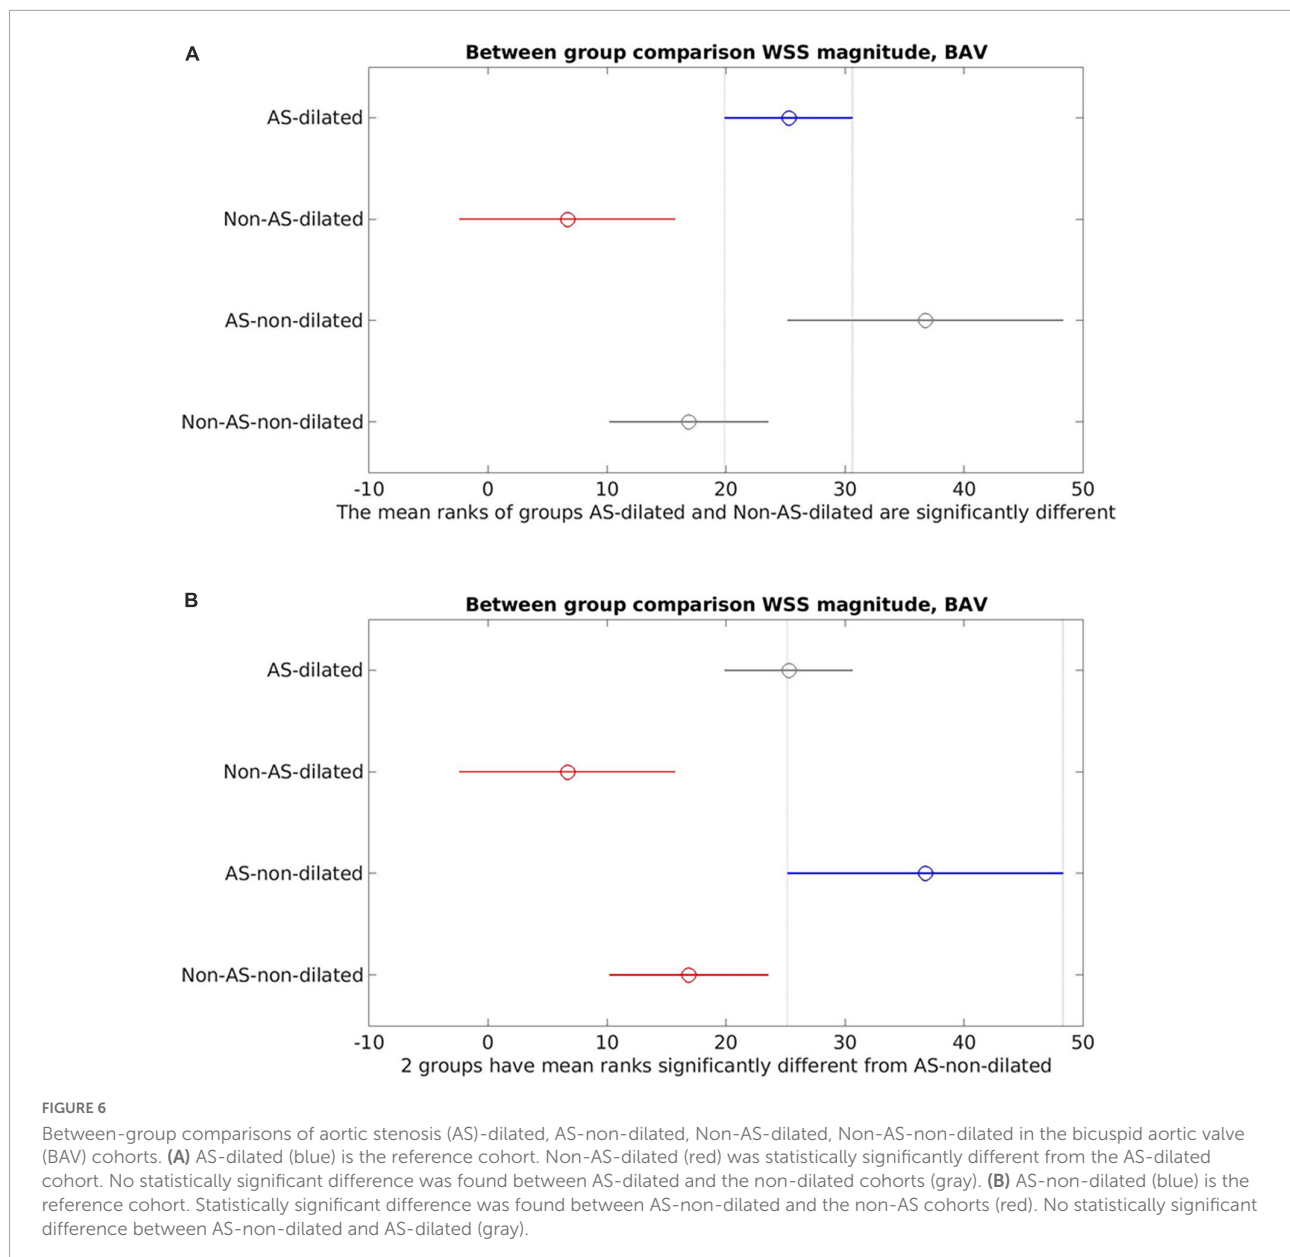 A
Between group comparison WSS magnitude, BAV
AS-dilated
Non-AS-dilated
AS-non-dilated
Non-AS-non-dilated
-10 0 10 20 30 40 50
The mean ranks of groups AS-dilated and Non-AS-dilated are significantly different
B
Between group comparison WSS magnitude, BAV
AS-dilated
Non-AS-dilated
AS-non-dilated
Non-AS-non-dilated
-10 0 10 20 30 40 50
2 groups have mean ranks significantly different from AS-non-dilated
FIGURE 6
Between-group comparisons of aortic stenosis (AS)-dilated, AS-non-dilated, Non-AS-dilated, Non-AS-non-dilated in the bicuspid aortic valve
(BAV) cohorts. (A) AS-dilated (blue) is the reference cohort. Non-AS-dilated (red) was statistically significantly different from the AS-dilated
cohort. No statistically significant difference was found between AS-dilated and the non-dilated cohorts (gray). (B) AS-non-dilated (blue) is the
reference cohort. Statistically significant difference was found between AS-non-dilated and the non-AS cohorts (red). No statistically significant
difference between AS-non-dilated and AS-dilated (gray).